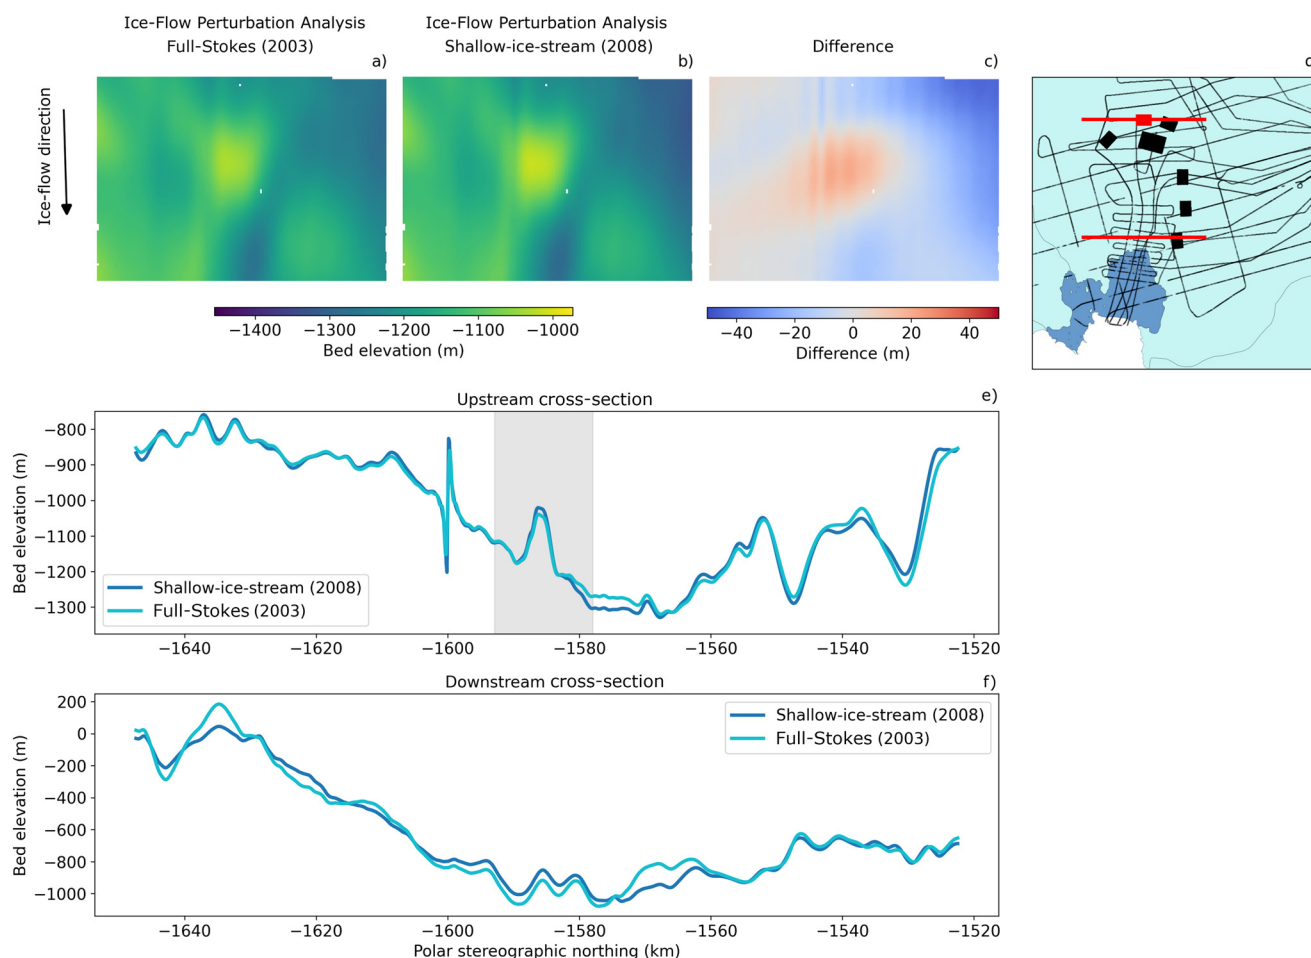 Ice-Flow Perturbation Analysis
Full-Stokes (2003)
a)
Ice-Flow Perturbation Analysis
Shallow-ice-stream (2008)
b)
Difference
c)
Ice-flow direction
−1400 −1300 −1200 −1100 −1000
Bed elevation (m)
−40 −20 0 20 40
Difference (m)
Upstream cross-section
e)
Bed elevation (m)
−800
−900
−1000
−1100
−1200
−1300
Shallow-ice-stream (2008)
Full-Stokes (2003)
−1640 −1620 −1600 −1580 −1560 −1540 −1520
Downstream cross-section
f)
Bed elevation (m)
200
0
−200
−400
−600
−800
−1000
Shallow-ice-stream (2008)
Full-Stokes (2003)
−1640 −1620 −1600 −1580 −1560 −1540 −1520
Polar stereographic northing (km)